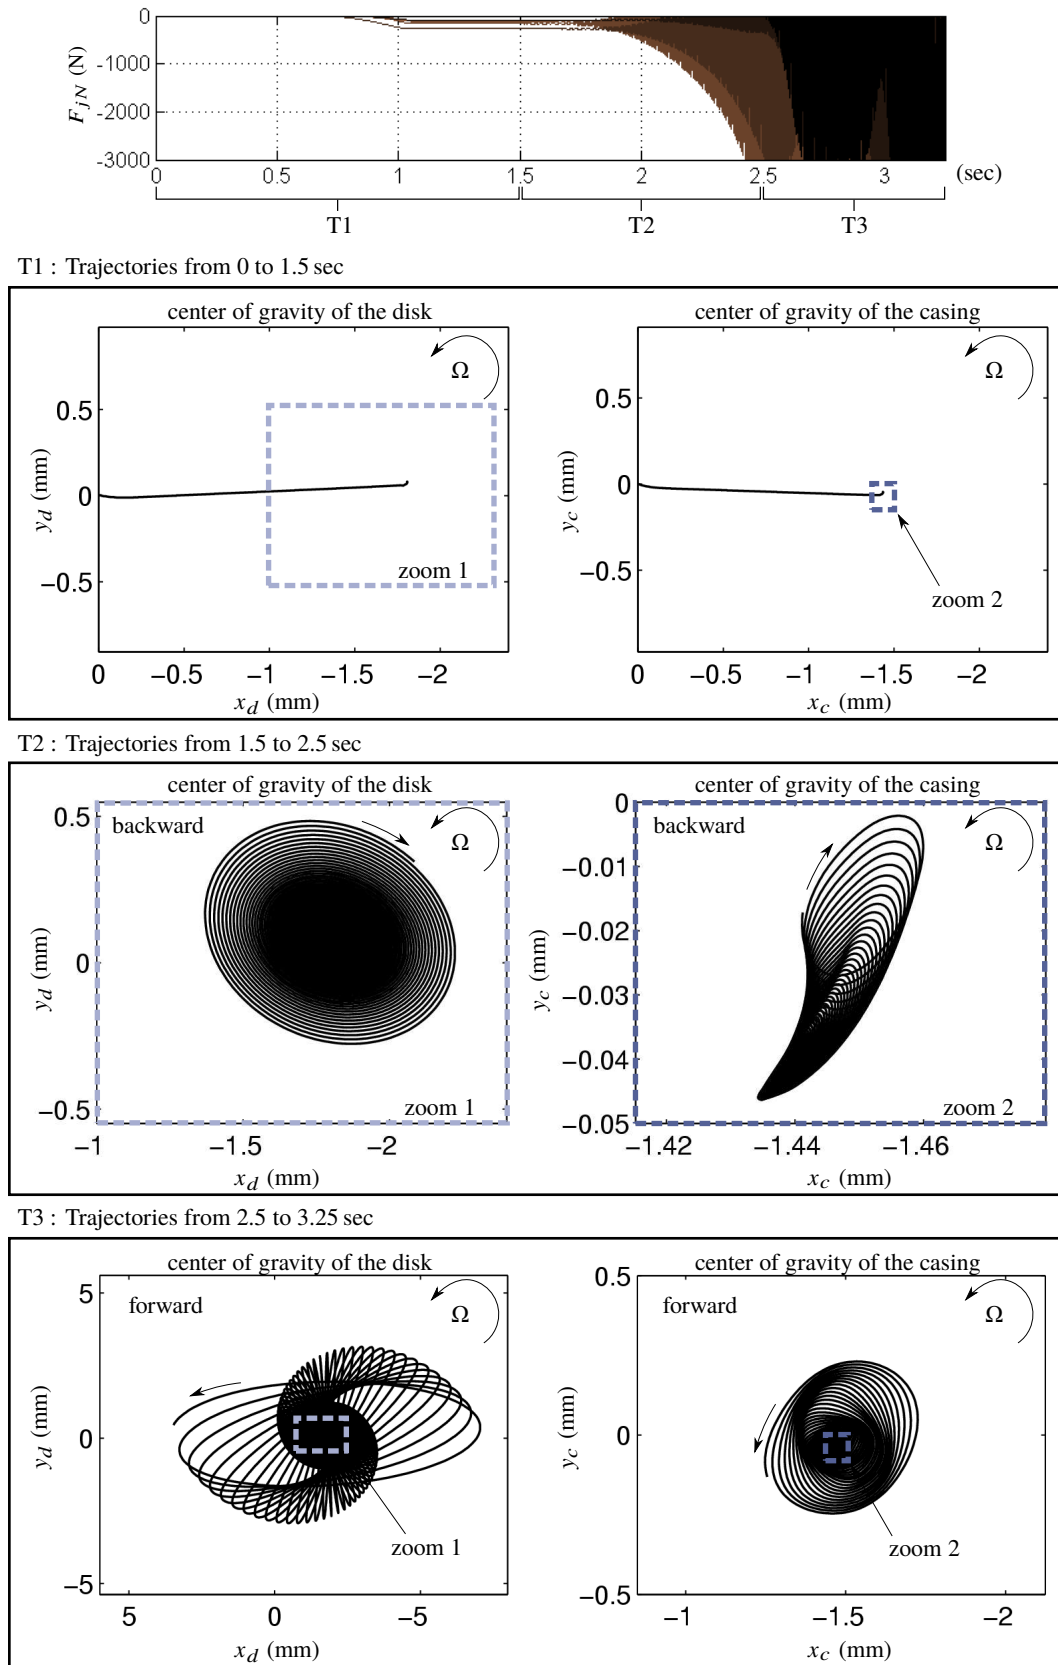 F_jN (N)
0
-1000
-2000
-3000
0 0.5 1 1.5 2 2.5 3 (sec)
T1 T2 T3
T1 : Trajectories from 0 to 1.5 sec
center of gravity of the disk
Ω
y_d (mm)
0.5
0
−0.5
zoom 1
0 −0.5 −1 −1.5 −2
x_d (mm)
center of gravity of the casing
Ω
y_c (mm)
0.5
0
−0.5
zoom 2
0 −0.5 −1 −1.5 −2
x_c (mm)
T2 : Trajectories from 1.5 to 2.5 sec
center of gravity of the disk
backward
Ω
y_d (mm)
0.5
0
−0.5
zoom 1
−1 −1.5 −2
x_d (mm)
center of gravity of the casing
backward
Ω
y_c (mm)
0
−0.01
−0.02
−0.03
−0.04
−0.05
zoom 2
−1.42 −1.44 −1.46
x_c (mm)
T3 : Trajectories from 2.5 to 3.25 sec
center of gravity of the disk
forward
Ω
y_d (mm)
5
0
−5
zoom 1
5 0 −5
x_d (mm)
center of gravity of the casing
forward
Ω
y_c (mm)
0.5
0
−0.5
zoom 2
−1 −1.5 −2
x_c (mm)